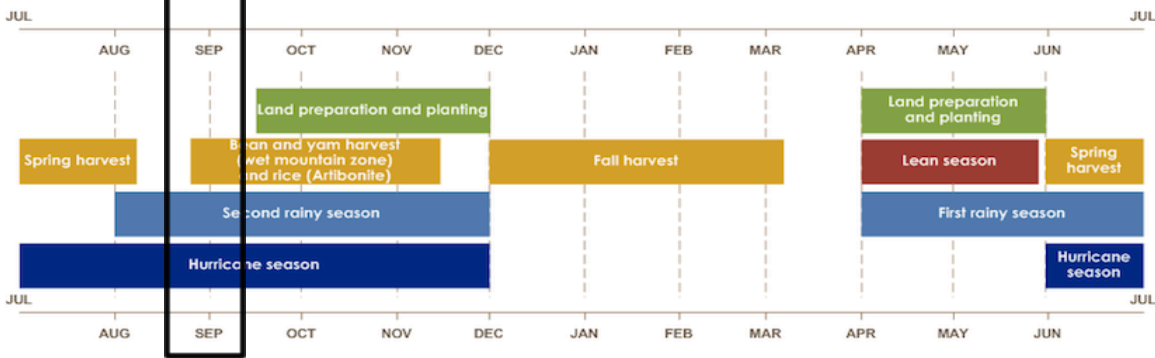 JUL JUL
AUG SEP OCT NOV DEC JAN FEB MAR APR MAY JUN
Land preparation and planting
Land preparation
and planting
Spring harvest
Bean and yam harvest
(wet mountain zone)
and rice (Artibonite)
Fall harvest
Lean season
Spring
harvest
Second rainy season
First rainy season
Hurricane season
Hurricane
season
JUL JUL
AUG SEP OCT NOV DEC JAN FEB MAR APR MAY JUN